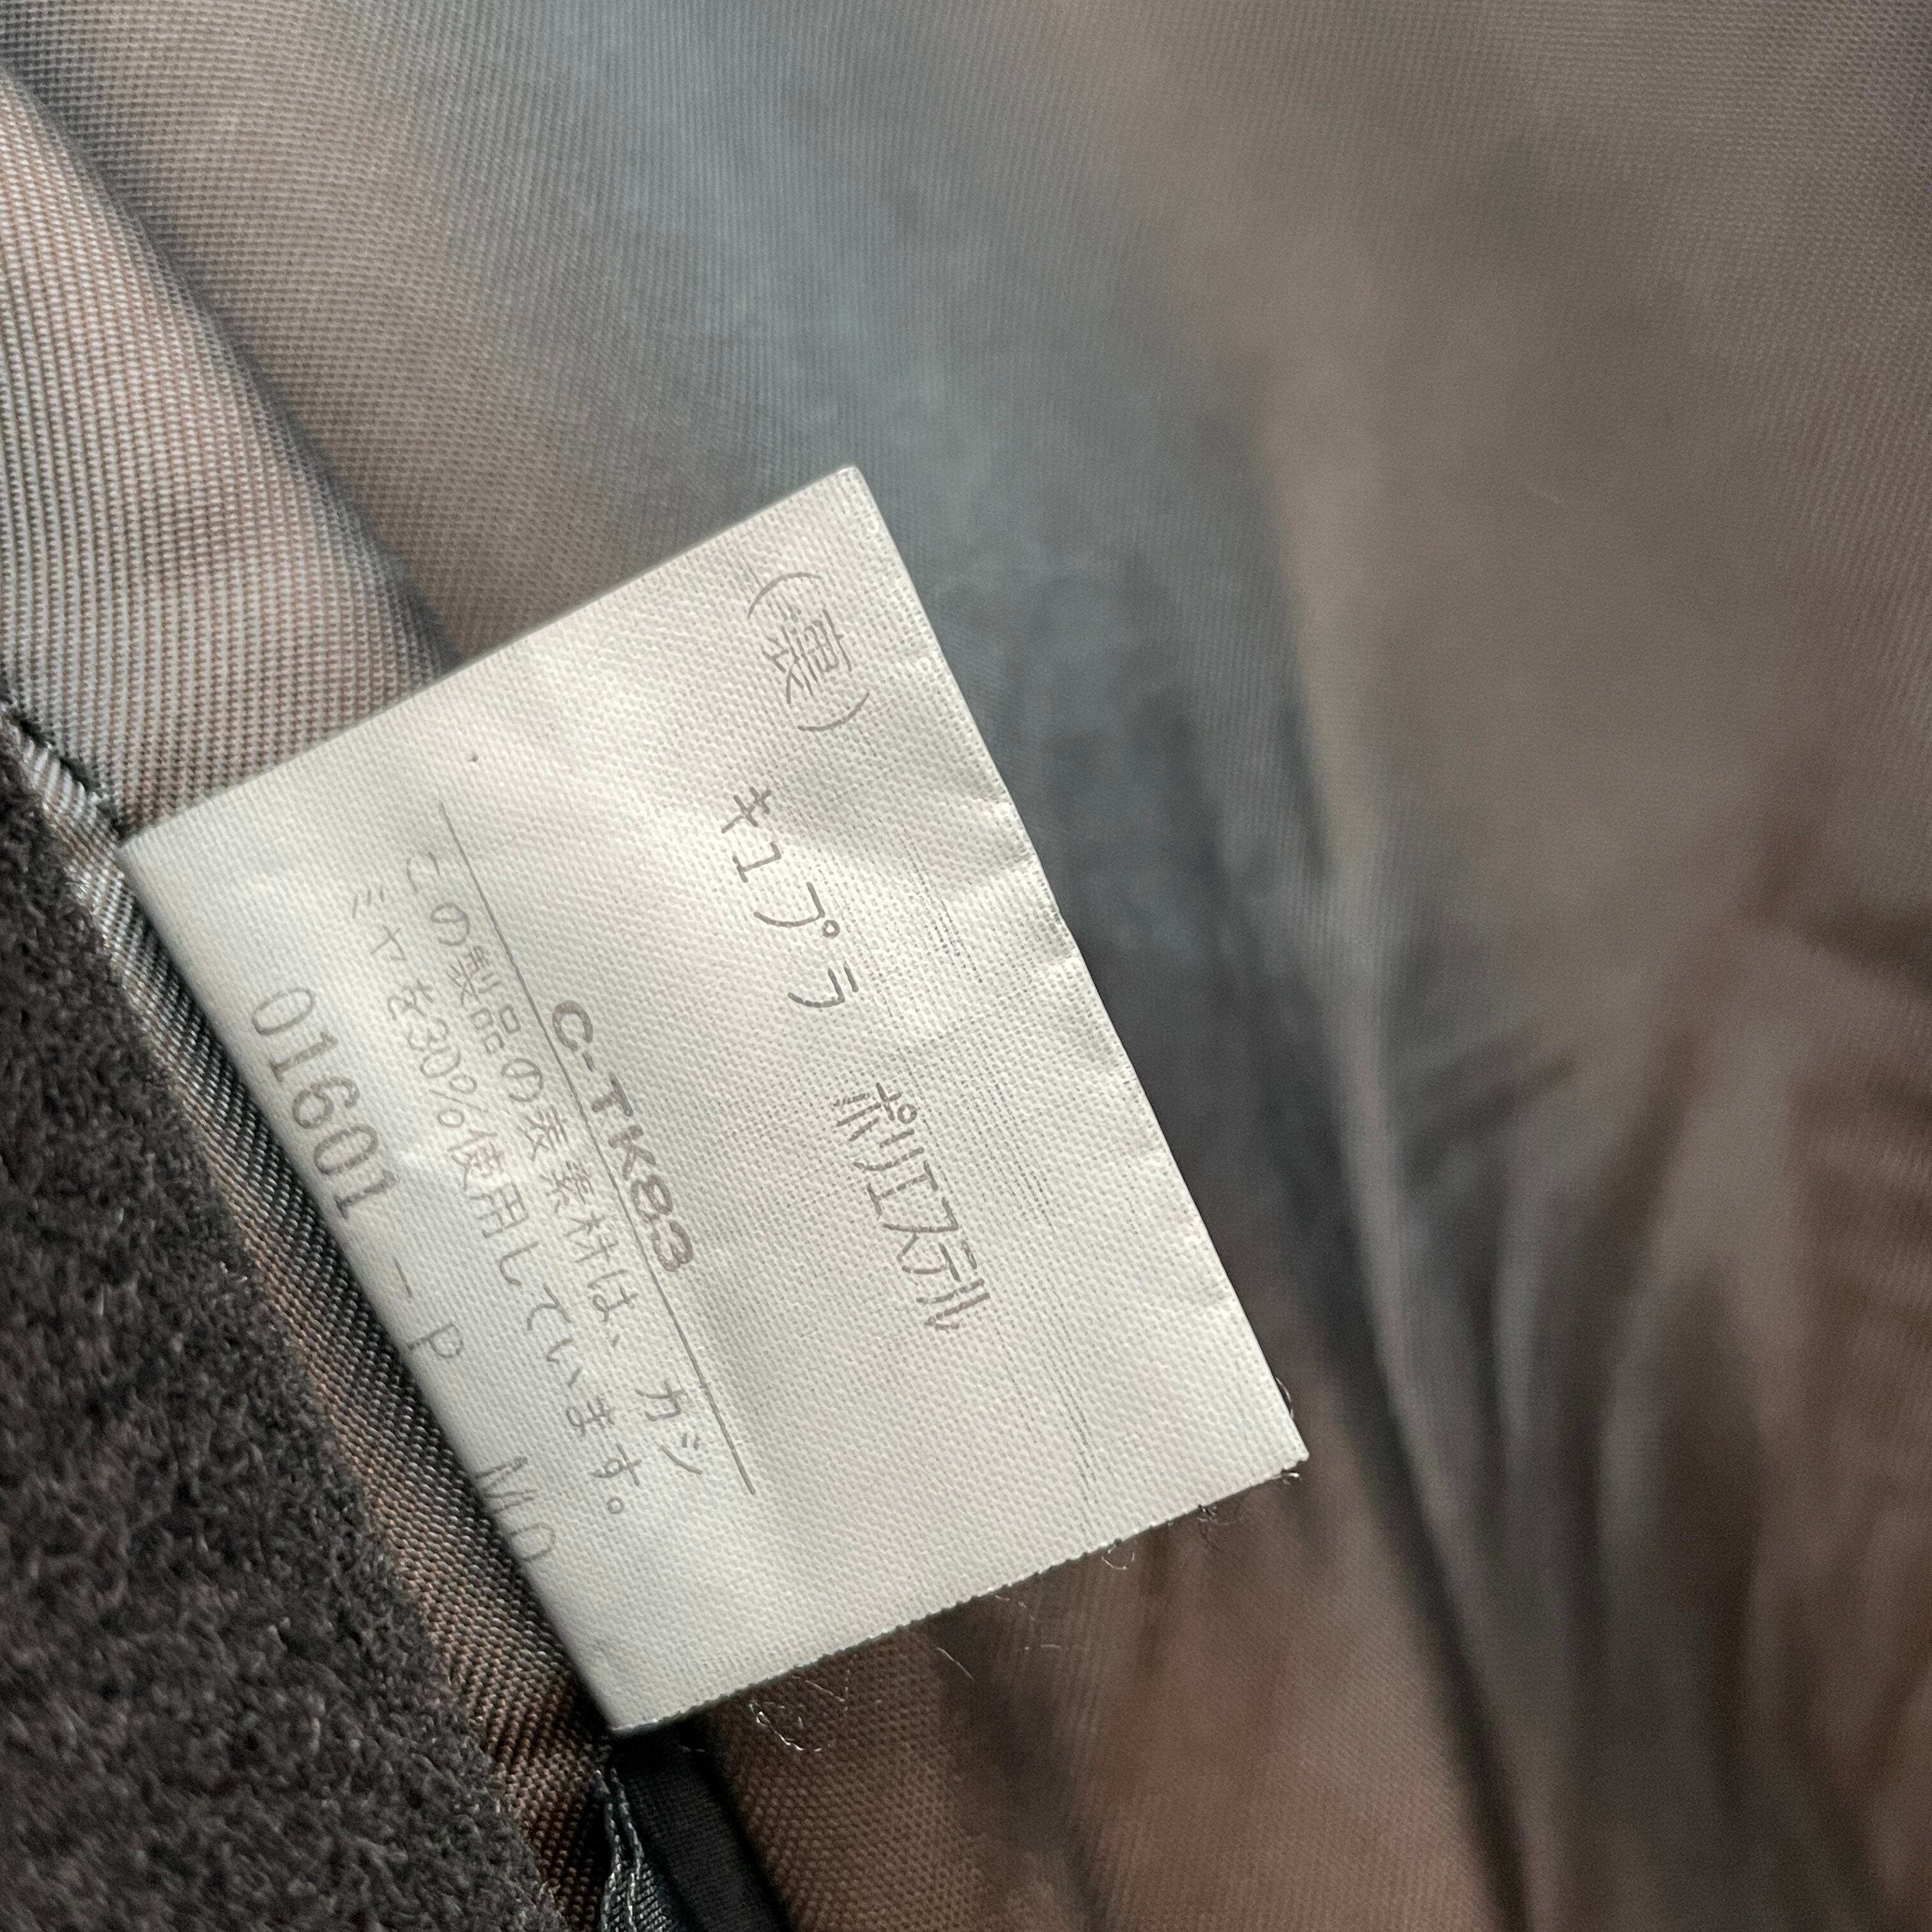 (裏) キュプラ ポリエステル
C-TK83
この製品の表素材は、カシ
ミヤを30%使用しています。
01601 - P MO